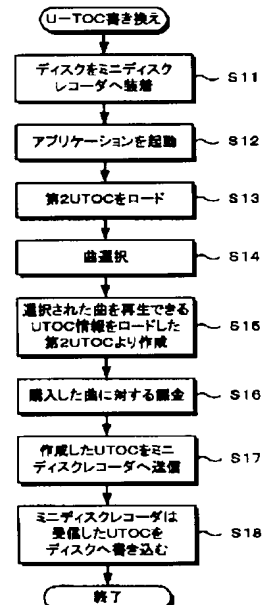 U－TOC書き換え
ディスクをミニディスク
レコーダへ装着
S11
アプリケーションを起動
S12
第2UTOCをロード
S13
曲選択
S14
選択された曲を再生できる
UTOC情報をロードした
第2UTOCより作成
S15
購入した曲に対する課金
S16
作成したUTOCをミニ
ディスクレコーダへ送信
S17
ミニディスクレコーダは
受信したUTOCを
ディスクへ書き込む
S18
終了